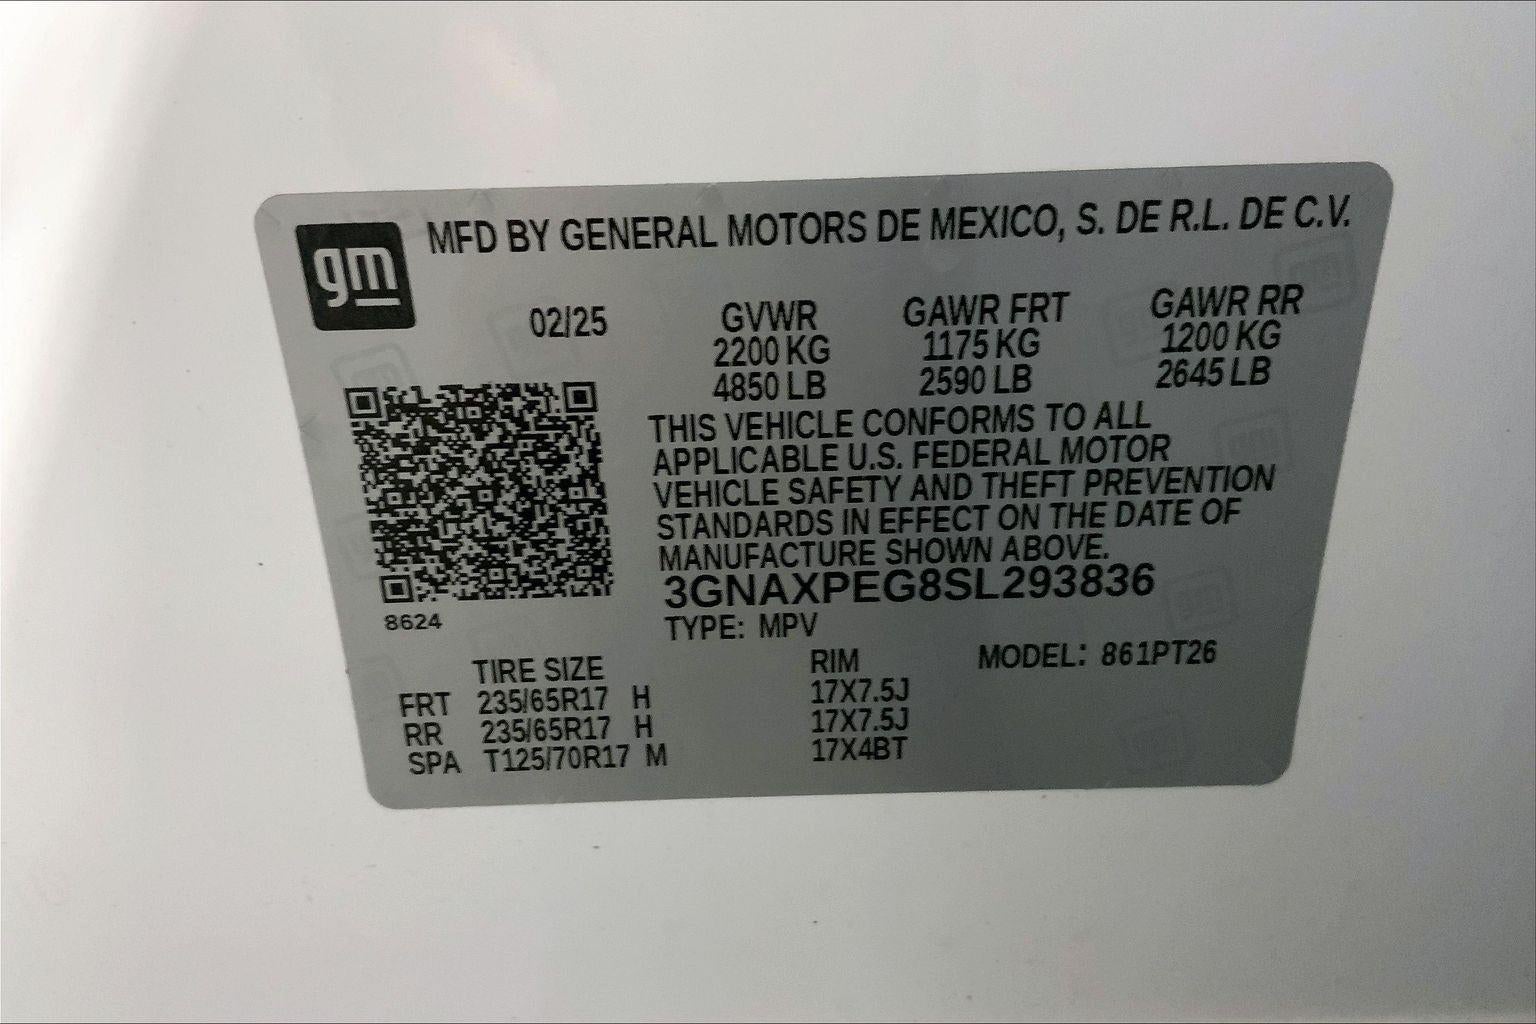 gm
MFD BY GENERAL MOTORS DE MEXICO, S. DE R.L. DE C.V.
02/25 GVWR GAWR FRT GAWR RR
2200 KG 1175 KG 1200 KG
4850 LB 2590 LB 2645 LB
THIS VEHICLE CONFORMS TO ALL
APPLICABLE U.S. FEDERAL MOTOR
VEHICLE SAFETY AND THEFT PREVENTION
STANDARDS IN EFFECT ON THE DATE OF
MANUFACTURE SHOWN ABOVE.
3GNAXPEG8SL293836
8624
TYPE: MPV
MODEL: 861PT26
TIRE SIZE RIM
FRT 235/65R17 H 17X7.5J
RR 235/65R17 H 17X7.5J
SPA T125/70R17 M 17X4BT